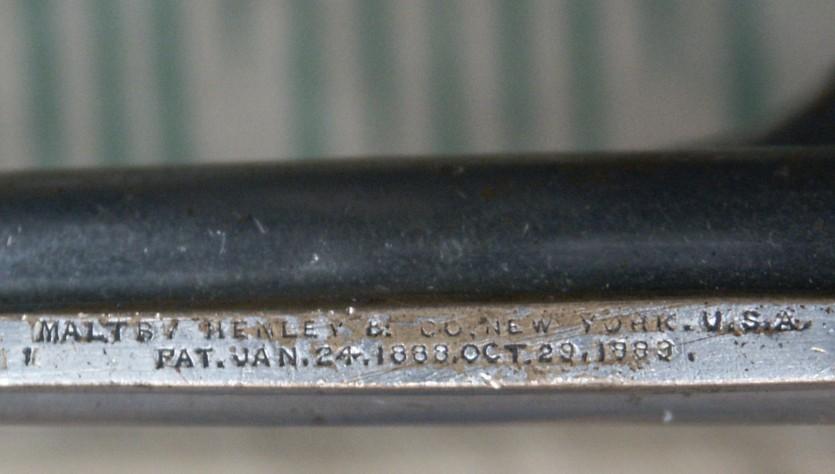 MALTBY HENLEY & CO. NEW YORK. U.S.A.
PAT. JAN. 24. 1888. OCT. 29. 1889.